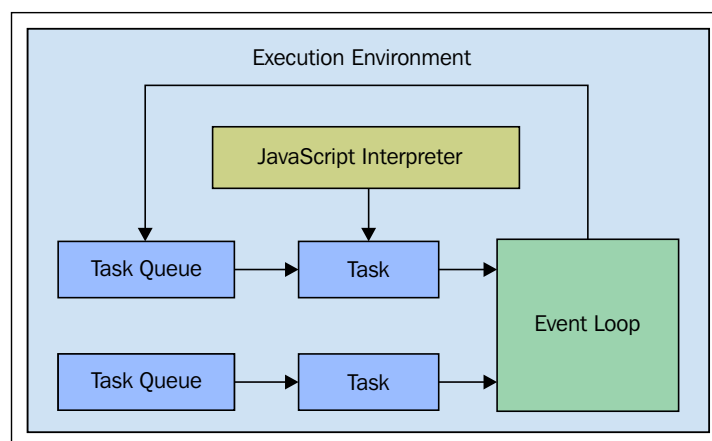 Execution Environment
JavaScript Interpreter
Task Queue
Task
Event Loop
Task Queue
Task